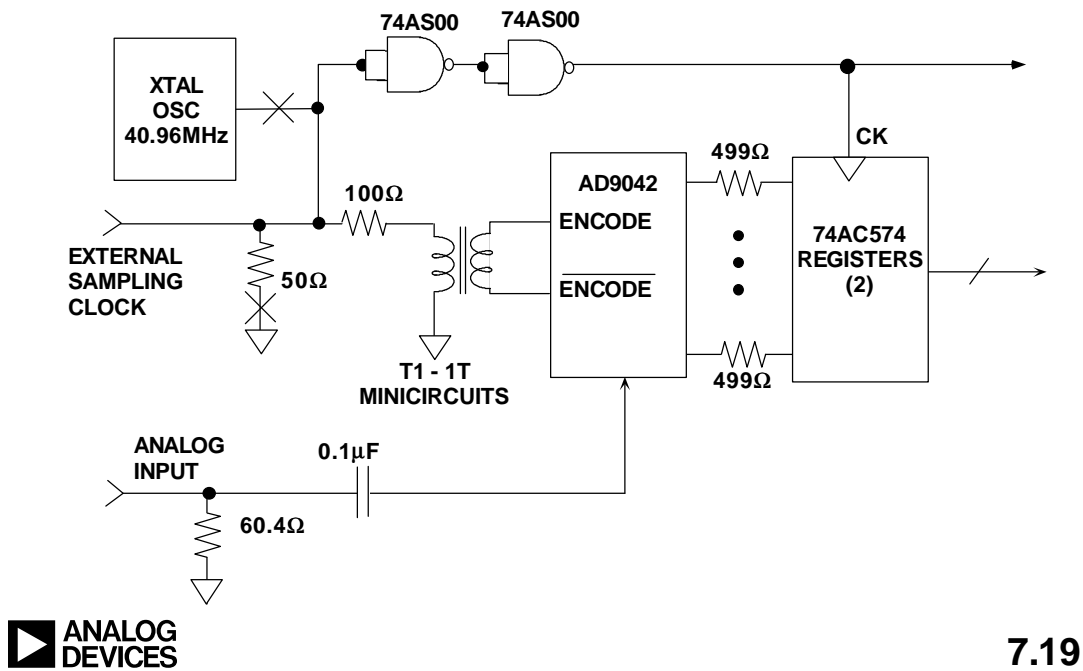 74AS00
74AS00
XTAL
OSC
40.96MHz
CK
499Ω
AD9042
100Ω
ENCODE
74AC574
REGISTERS
(2)
EXTERNAL
SAMPLING
CLOCK
50Ω
ENCODE
T1 - 1T
MINICIRCUITS
499Ω
ANALOG
INPUT
0.1µF
60.4Ω
ANALOG
DEVICES
7.19